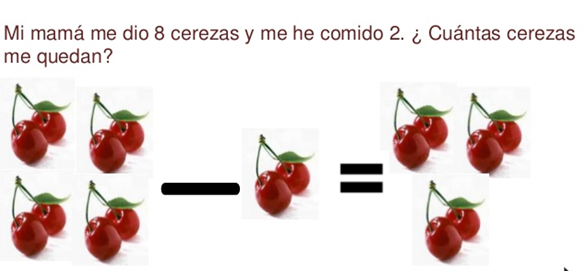 Mi mamá me dio 8 cerezas y me he comido 2. ¿ Cuántas cerezas
me quedan?